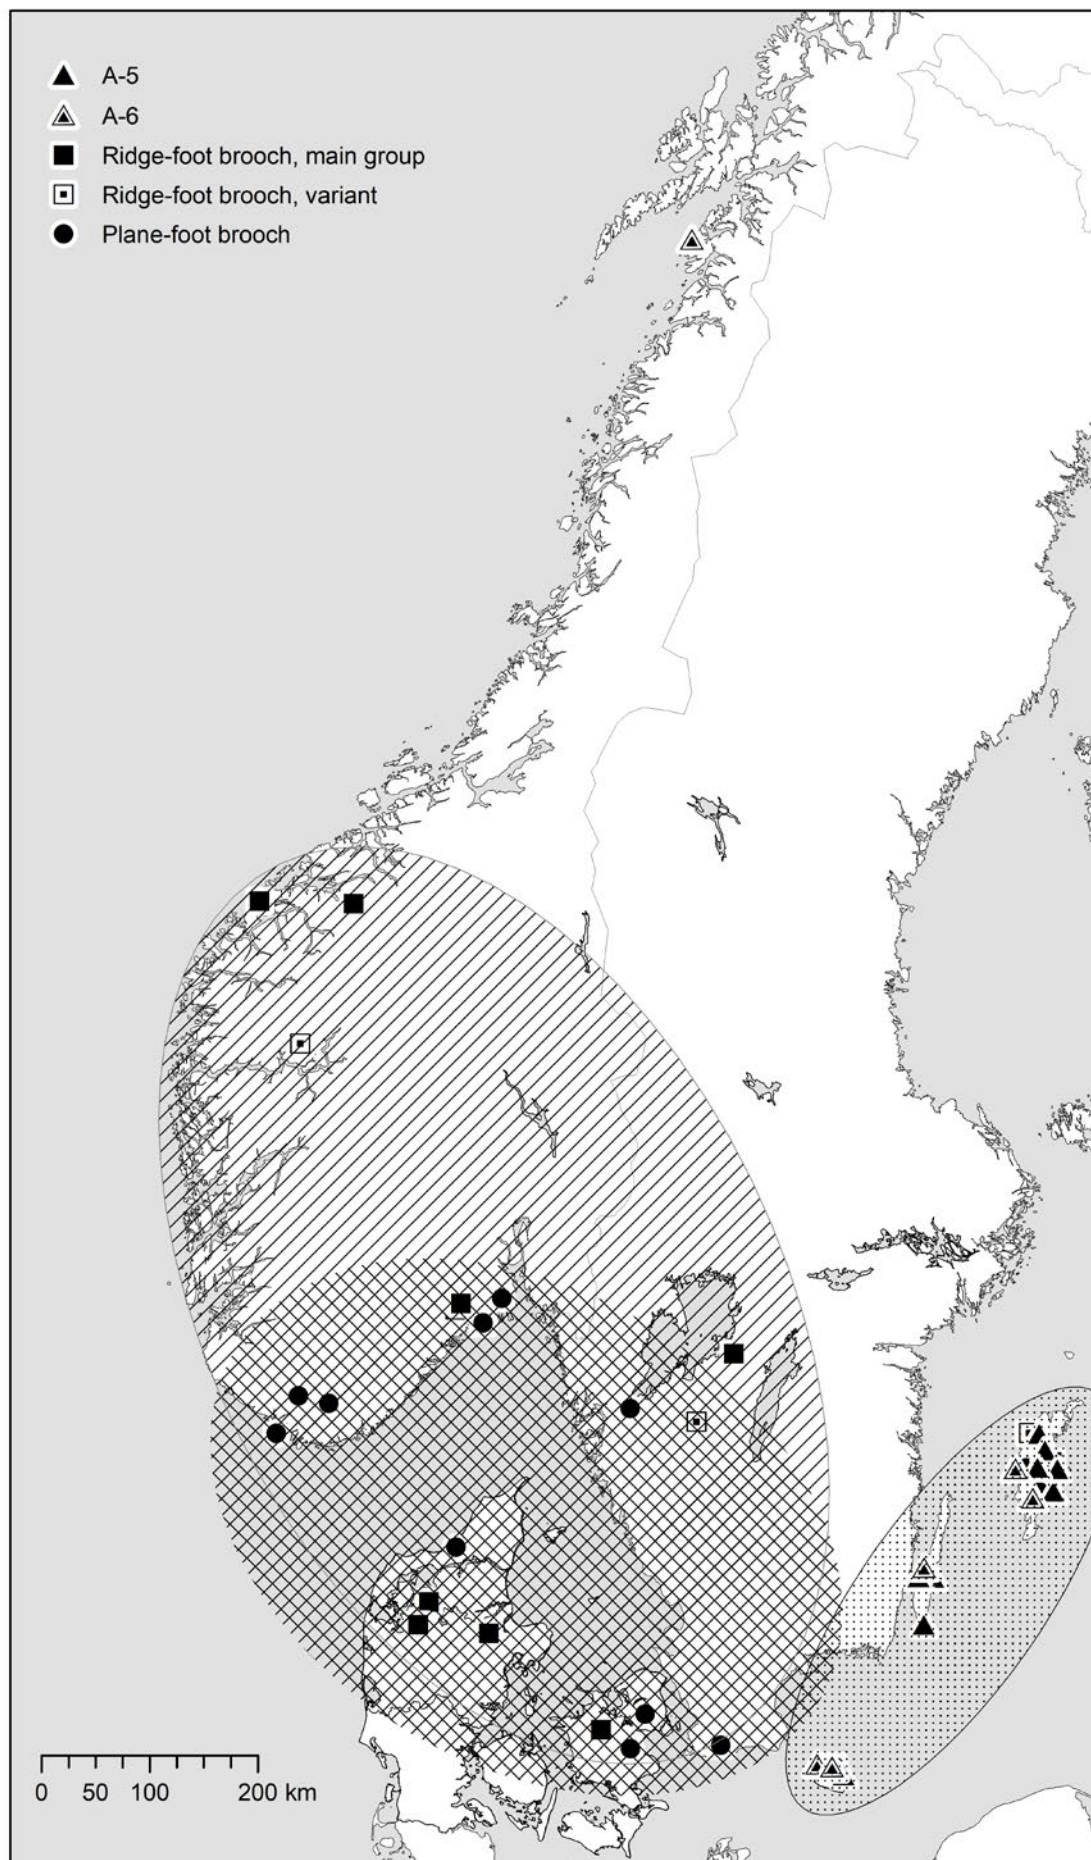 A-5
A-6
Ridge-foot brooch, main group
Ridge-foot brooch, variant
Plane-foot brooch
0 50 100 200 km